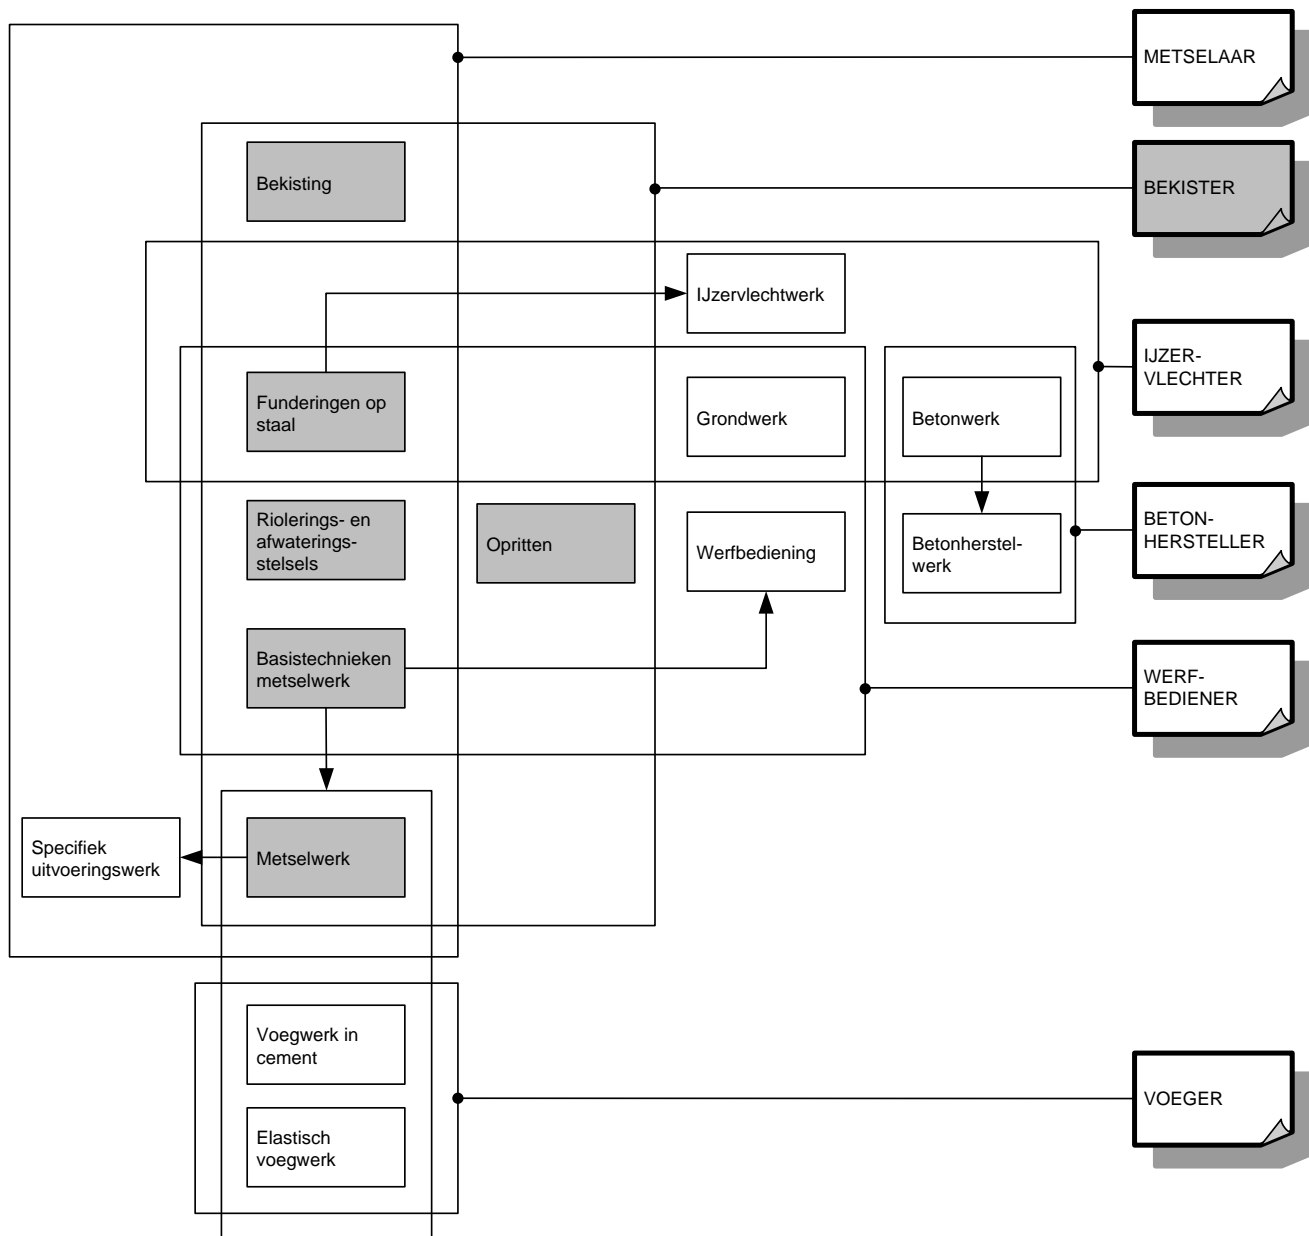 METSELAAR
Bekisting
BEKISTER
IJzervlechtwerk
IJZER-
VLECHTER
Funderingen op
staal
Grondwerk
Betonwerk
Riolerings- en
afwaterings-
stelsels
Opritten
Werfbediening
Betonherstel-
werk
BETON-
HERSTELLER
Basistechnieken
metselwerk
WERF-
BEDIENER
Specifiek
uitvoeringswerk
Metselwerk
Voegwerk in
cement
VOEGER
Elastisch
voegwerk